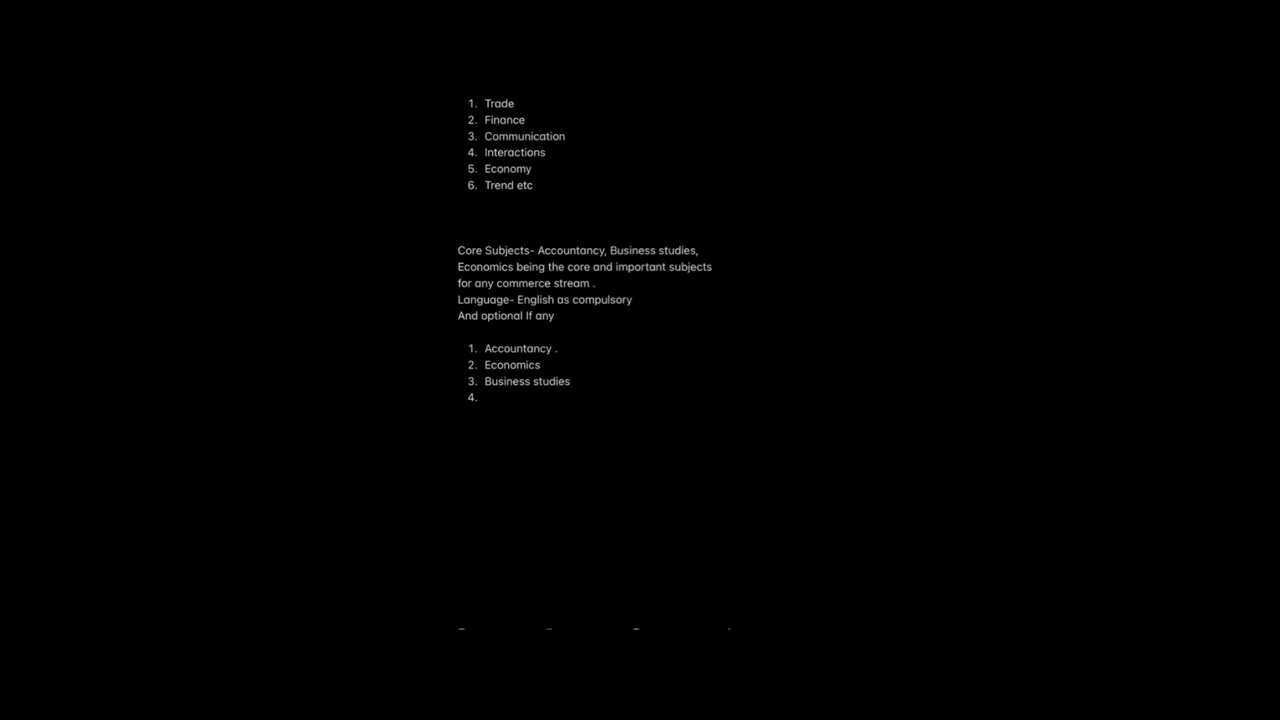 1. Trade
2. Finance
3. Communication
4. Interactions
5. Economy
6. Trend etc
Core Subjects- Accountancy, Business studies,
Economics being the core and important subjects
for any commerce stream .
Language- English as compulsory
And optional If any
1. Accountancy .
2. Economics
3. Business studies
4.